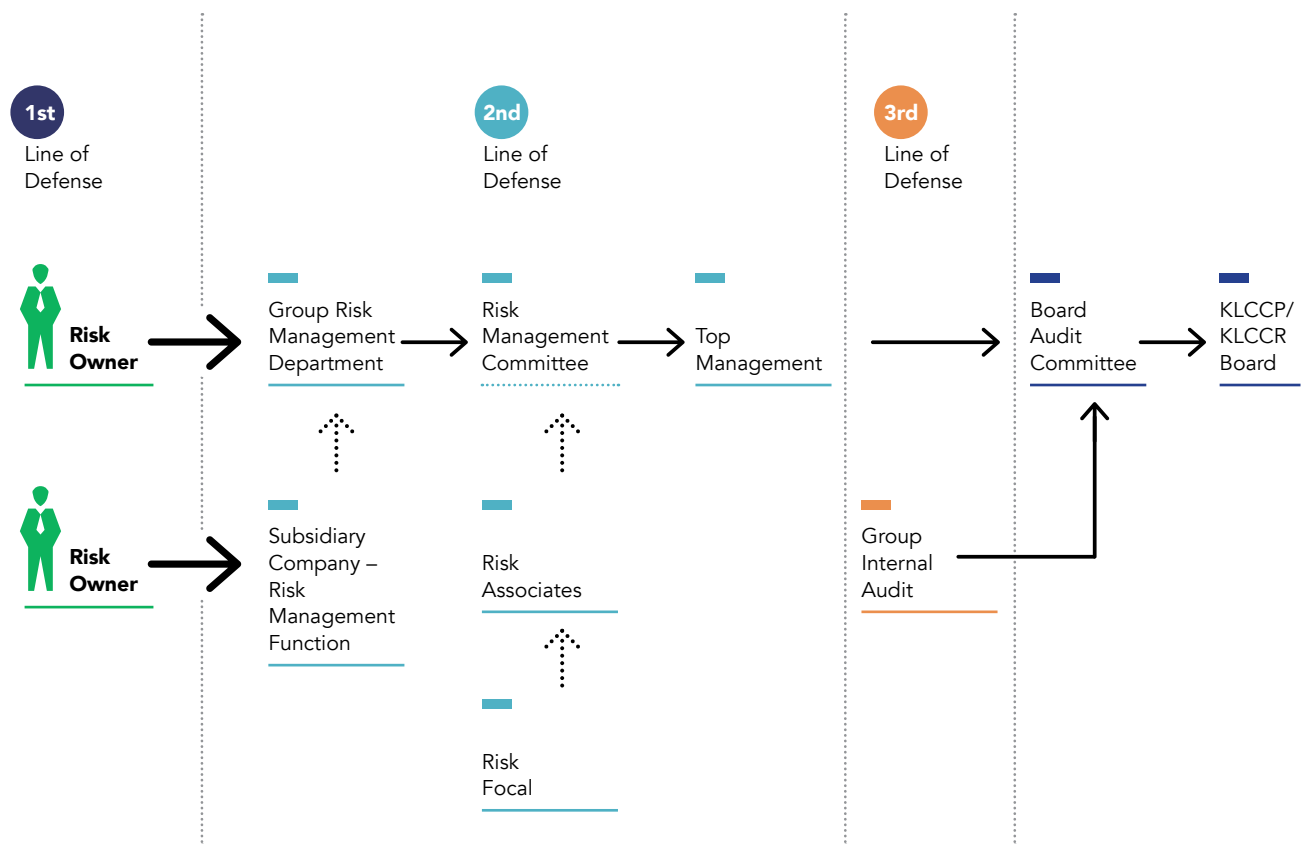 1st
Line of
Defense
2nd
Line of
Defense
3rd
Line of
Defense
Risk
Owner
Group Risk
Management
Department
Risk
Management
Committee
Top
Management
Board
Audit
Committee
KLCCP/
KLCCR
Board
Risk
Owner
Subsidiary
Company –
Risk
Management
Function
Risk
Associates
Group
Internal
Audit
Risk
Focal